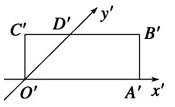 C′ D′ y′ B′
O′ A′ x′